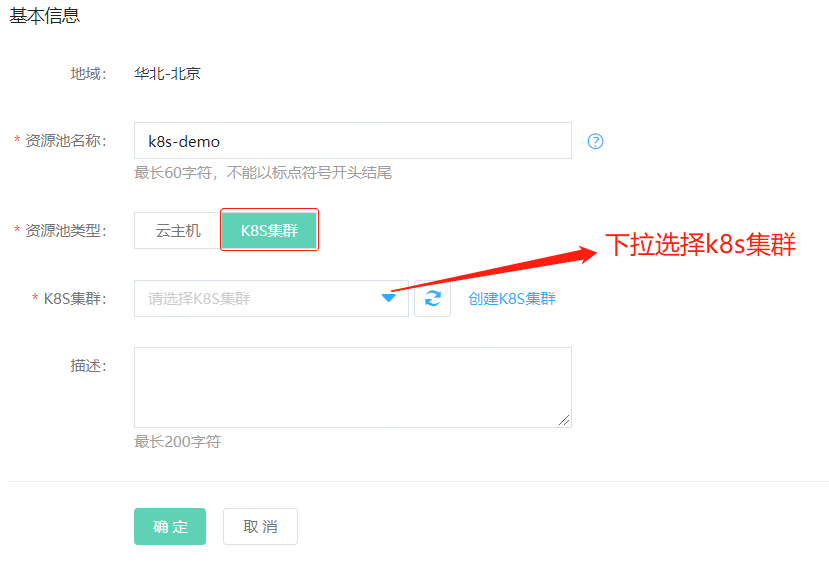 基本信息
地域： 华北-北京
* 资源池名称： k8s-demo
最长60字符，不能以标点符号开头结尾
* 资源池类型： 云主机 K8S集群
下拉选择k8s集群
* K8S集群： 请选择K8S集群 创建K8S集群
描述：
最长200字符
确 定 取 消